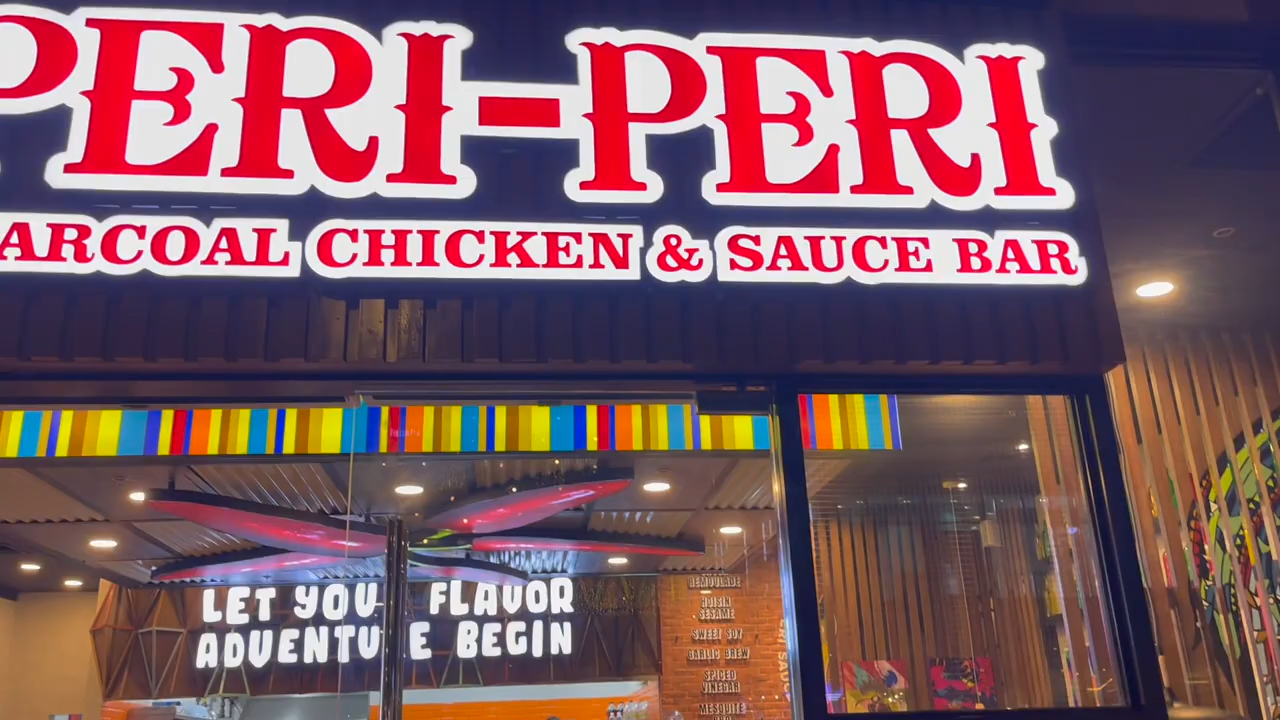 PERI-PERI
ARCOAL CHICKEN & SAUCE BAR
LET YOU FLAVOR
ADVENTU E BEGIN
REMOULADE
HOISIN
SESAME
SWEET SOY
GARLIC BREW
SPICED
VINEGAR
MESQUITE